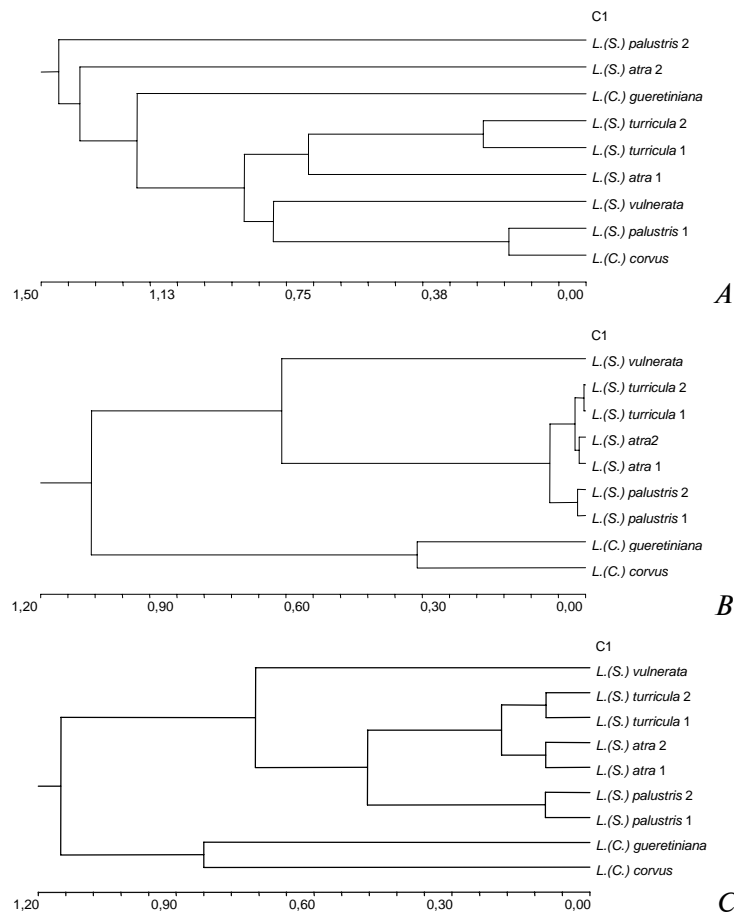 C1
L.(S.) palustris 2
L.(S.) atra 2
L.(C.) gueretiniana
L.(S.) turricula 2
L.(S.) turricula 1
L.(S.) atra 1
L.(S.) vulnerata
L.(S.) palustris 1
L.(C.) corvus
1,50 1,13 0,75 0,38 0,00
A
C1
L.(S.) vulnerata
L.(S.) turricula 2
L.(S.) turricula 1
L.(S.) atra2
L.(S.) atra 1
L.(S.) palustris 2
L.(S.) palustris 1
L.(C.) gueretiniana
L.(C.) corvus
1,20 0,90 0,60 0,30 0,00
B
C1
L.(S.) vulnerata
L.(S.) turricula 2
L.(S.) turricula 1
L.(S.) atra 2
L.(S.) atra 1
L.(S.) palustris 2
L.(S.) palustris 1
L.(C.) gueretiniana
L.(C.) corvus
1,20 0,90 0,60 0,30 0,00
C